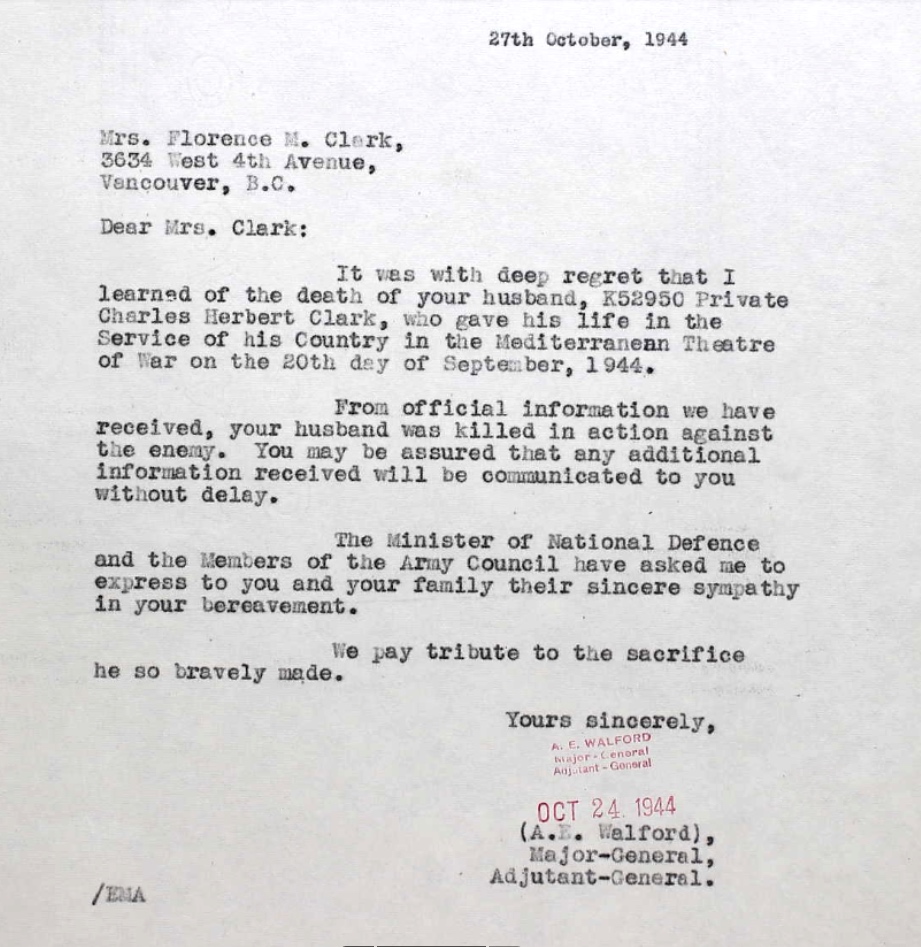 27th October, 1944
Mrs. Florence M. Clark,
3634 West 4th Avenue,
Vancouver, B.C.
Dear Mrs. Clark:
It was with deep regret that I
learned of the death of your husband, K52950 Private
Charles Herbert Clark, who gave his life in the
Service of his Country in the Mediterranean Theatre
of War on the 20th day of September, 1944.
From official information we have
received, your husband was killed in action against
the enemy. You may be assured that any additional
information received will be communicated to you
without delay.
The Minister of National Defence
and the Members of the Army Council have asked me to
express to you and your family their sincere sympathy
in your bereavement.
We pay tribute to the sacrifice
he so bravely made.
Yours sincerely,
A. E. WALFORD
Major-General
Adjutant-General
OCT 24 1944
(A.E. Walford),
Major-General,
Adjutant-General.
/EMA